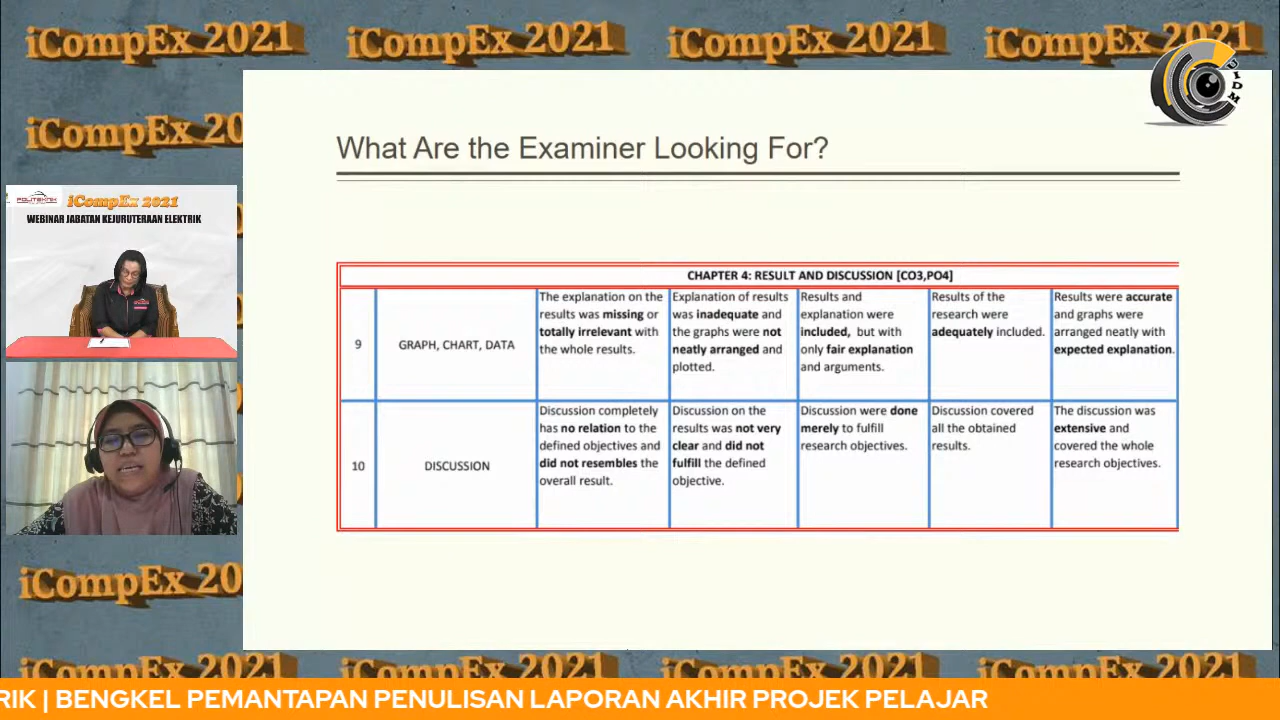 iCompEx 2021 iCompEx 2021 iCompEx 2021 iCompEx 2021
iCompEx 20
UIDM
What Are the Examiner Looking For?
POLITEKNIK
iCompEx 2021
WEBINAR JABATAN KEJURUTERAAN ELEKTRIK
CHAPTER 4: RESULT AND DISCUSSION [CO3,PO4]
9
GRAPH, CHART, DATA
The explanation on the
results was missing or
totally irrelevant with
the whole results.
Explanation of results
was inadequate and
the graphs were not
neatly arranged and
plotted.
Results and
explanation were
included, but with
only fair explanation
and arguments.
Results of the
research were
adequately included.
Results were accurate
and graphs were
arranged neatly with
expected explanation.
10
DISCUSSION
Discussion completely
has no relation to the
defined objectives and
did not resembles the
overall result.
Discussion on the
results was not very
clear and did not
fulfill the defined
objective.
Discussion were done
merely to fulfill
research objectives.
Discussion covered
all the obtained
results.
The discussion was
extensive and
covered the whole
research objectives.
iCompEx 20
iCompEx 2021 iCompEx 2021 iCompEx 2021 iCompEx 2021
RIK | BENGKEL PEMANTAPAN PENULISAN LAPORAN AKHIR PROJEK PELAJAR